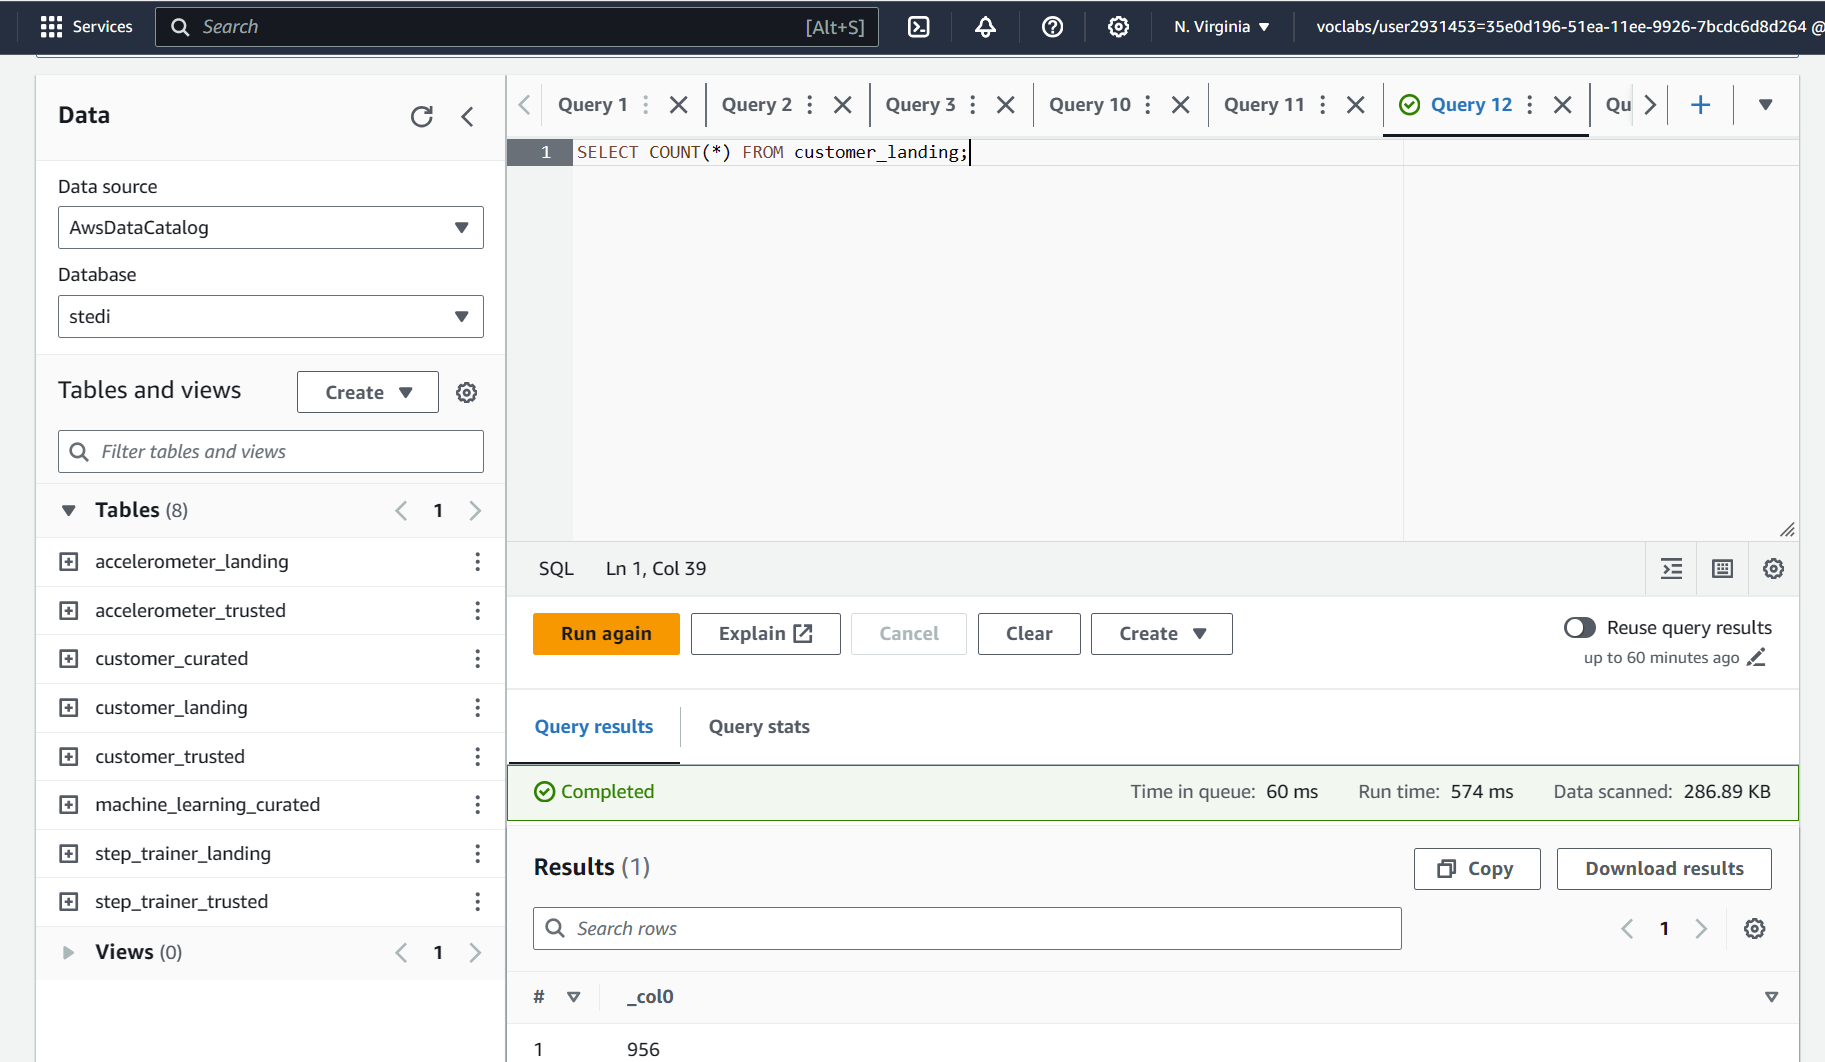 Services
Search
[Alt+S]
N. Virginia
voclabs/user2931453=35e0d196-51ea-11ee-9926-7bcdc6d8d264 @
Data
Data source
AwsDataCatalog
Database
stedi
Tables and views
Create
Filter tables and views
Tables (8)
1
accelerometer_landing
accelerometer_trusted
customer_curated
customer_landing
customer_trusted
machine_learning_curated
step_trainer_landing
step_trainer_trusted
Views (0)
1
Query 1
Query 2
Query 3
Query 10
Query 11
Query 12
Qu
1
SELECT COUNT(*) FROM customer_landing;
SQL
Ln 1, Col 39
Run again
Explain
Cancel
Clear
Create
Reuse query results
up to 60 minutes ago
Query results
Query stats
Completed
Time in queue: 60 ms
Run time: 574 ms
Data scanned: 286.89 KB
Results (1)
Copy
Download results
Search rows
1
# _col0
1 956